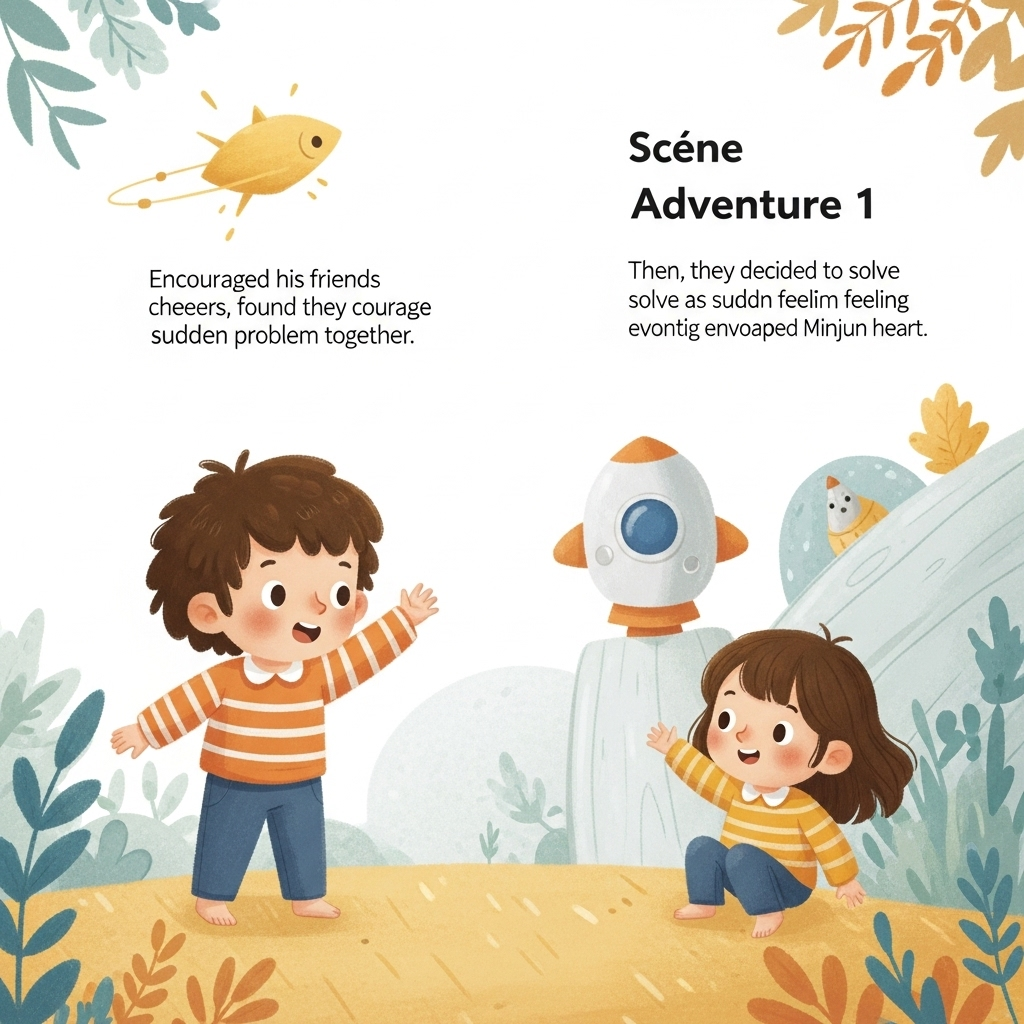 Encouraged his friends
cheeers, found they courage
sudden problem together.
Scéne
Adventure 1
Then, they decided to solve
solve as suddn feelim feeling
evontig envoaped Minjun heart.